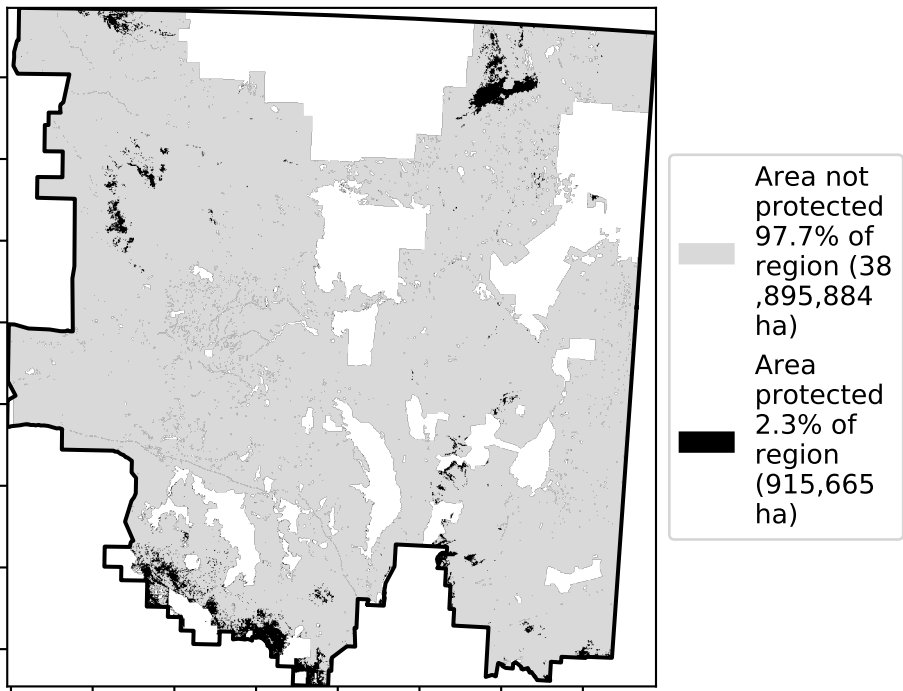 Area not
protected
97.7% of
region (38
,895,884
ha)
Area
protected
2.3% of
region
(915,665
ha)